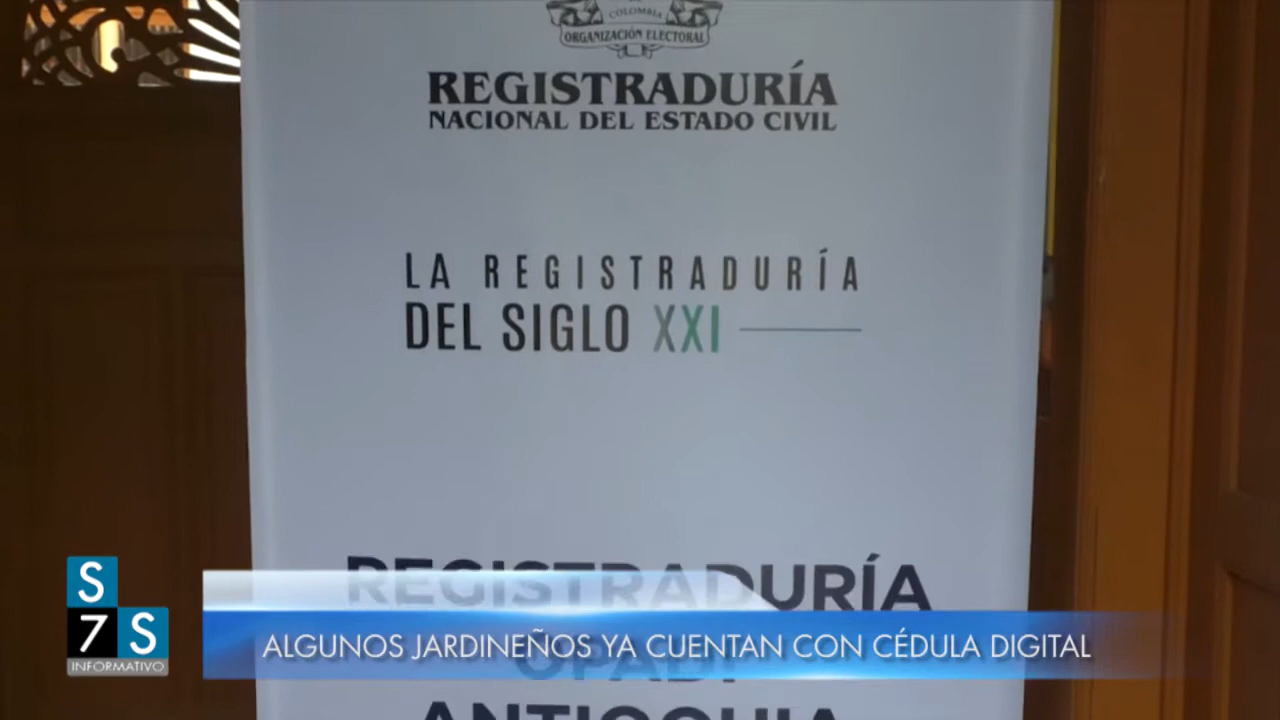 COLOMBIA
ORGANIZACIÓN ELECTORAL
REGISTRADURÍA
NACIONAL DEL ESTADO CIVIL
LA REGISTRADURÍA
DEL SIGLO XXI
REGISTRADURÍA
ANTIOQUIA
S
7S
INFORMATIVO
ALGUNOS JARDINEÑOS YA CUENTAN CON CÉDULA DIGITAL